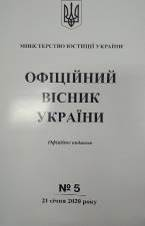 МІНІСТЕРСТВО ЮСТИЦІЇ УКРАЇНИ
ОФІЦІЙНИЙ
ВІСНИК
УКРАЇНИ
Офіційне видання
№ 5
21 січня 2020 року